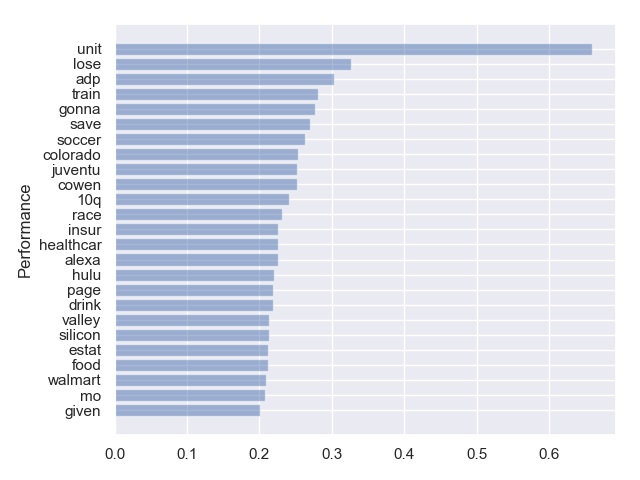 Performance
unit
lose
adp
train
gonna
save
soccer
colorado
juventu
cowen
10q
race
insur
healthcar
alexa
hulu
page
drink
valley
silicon
estat
food
walmart
mo
given
0.0 0.1 0.2 0.3 0.4 0.5 0.6